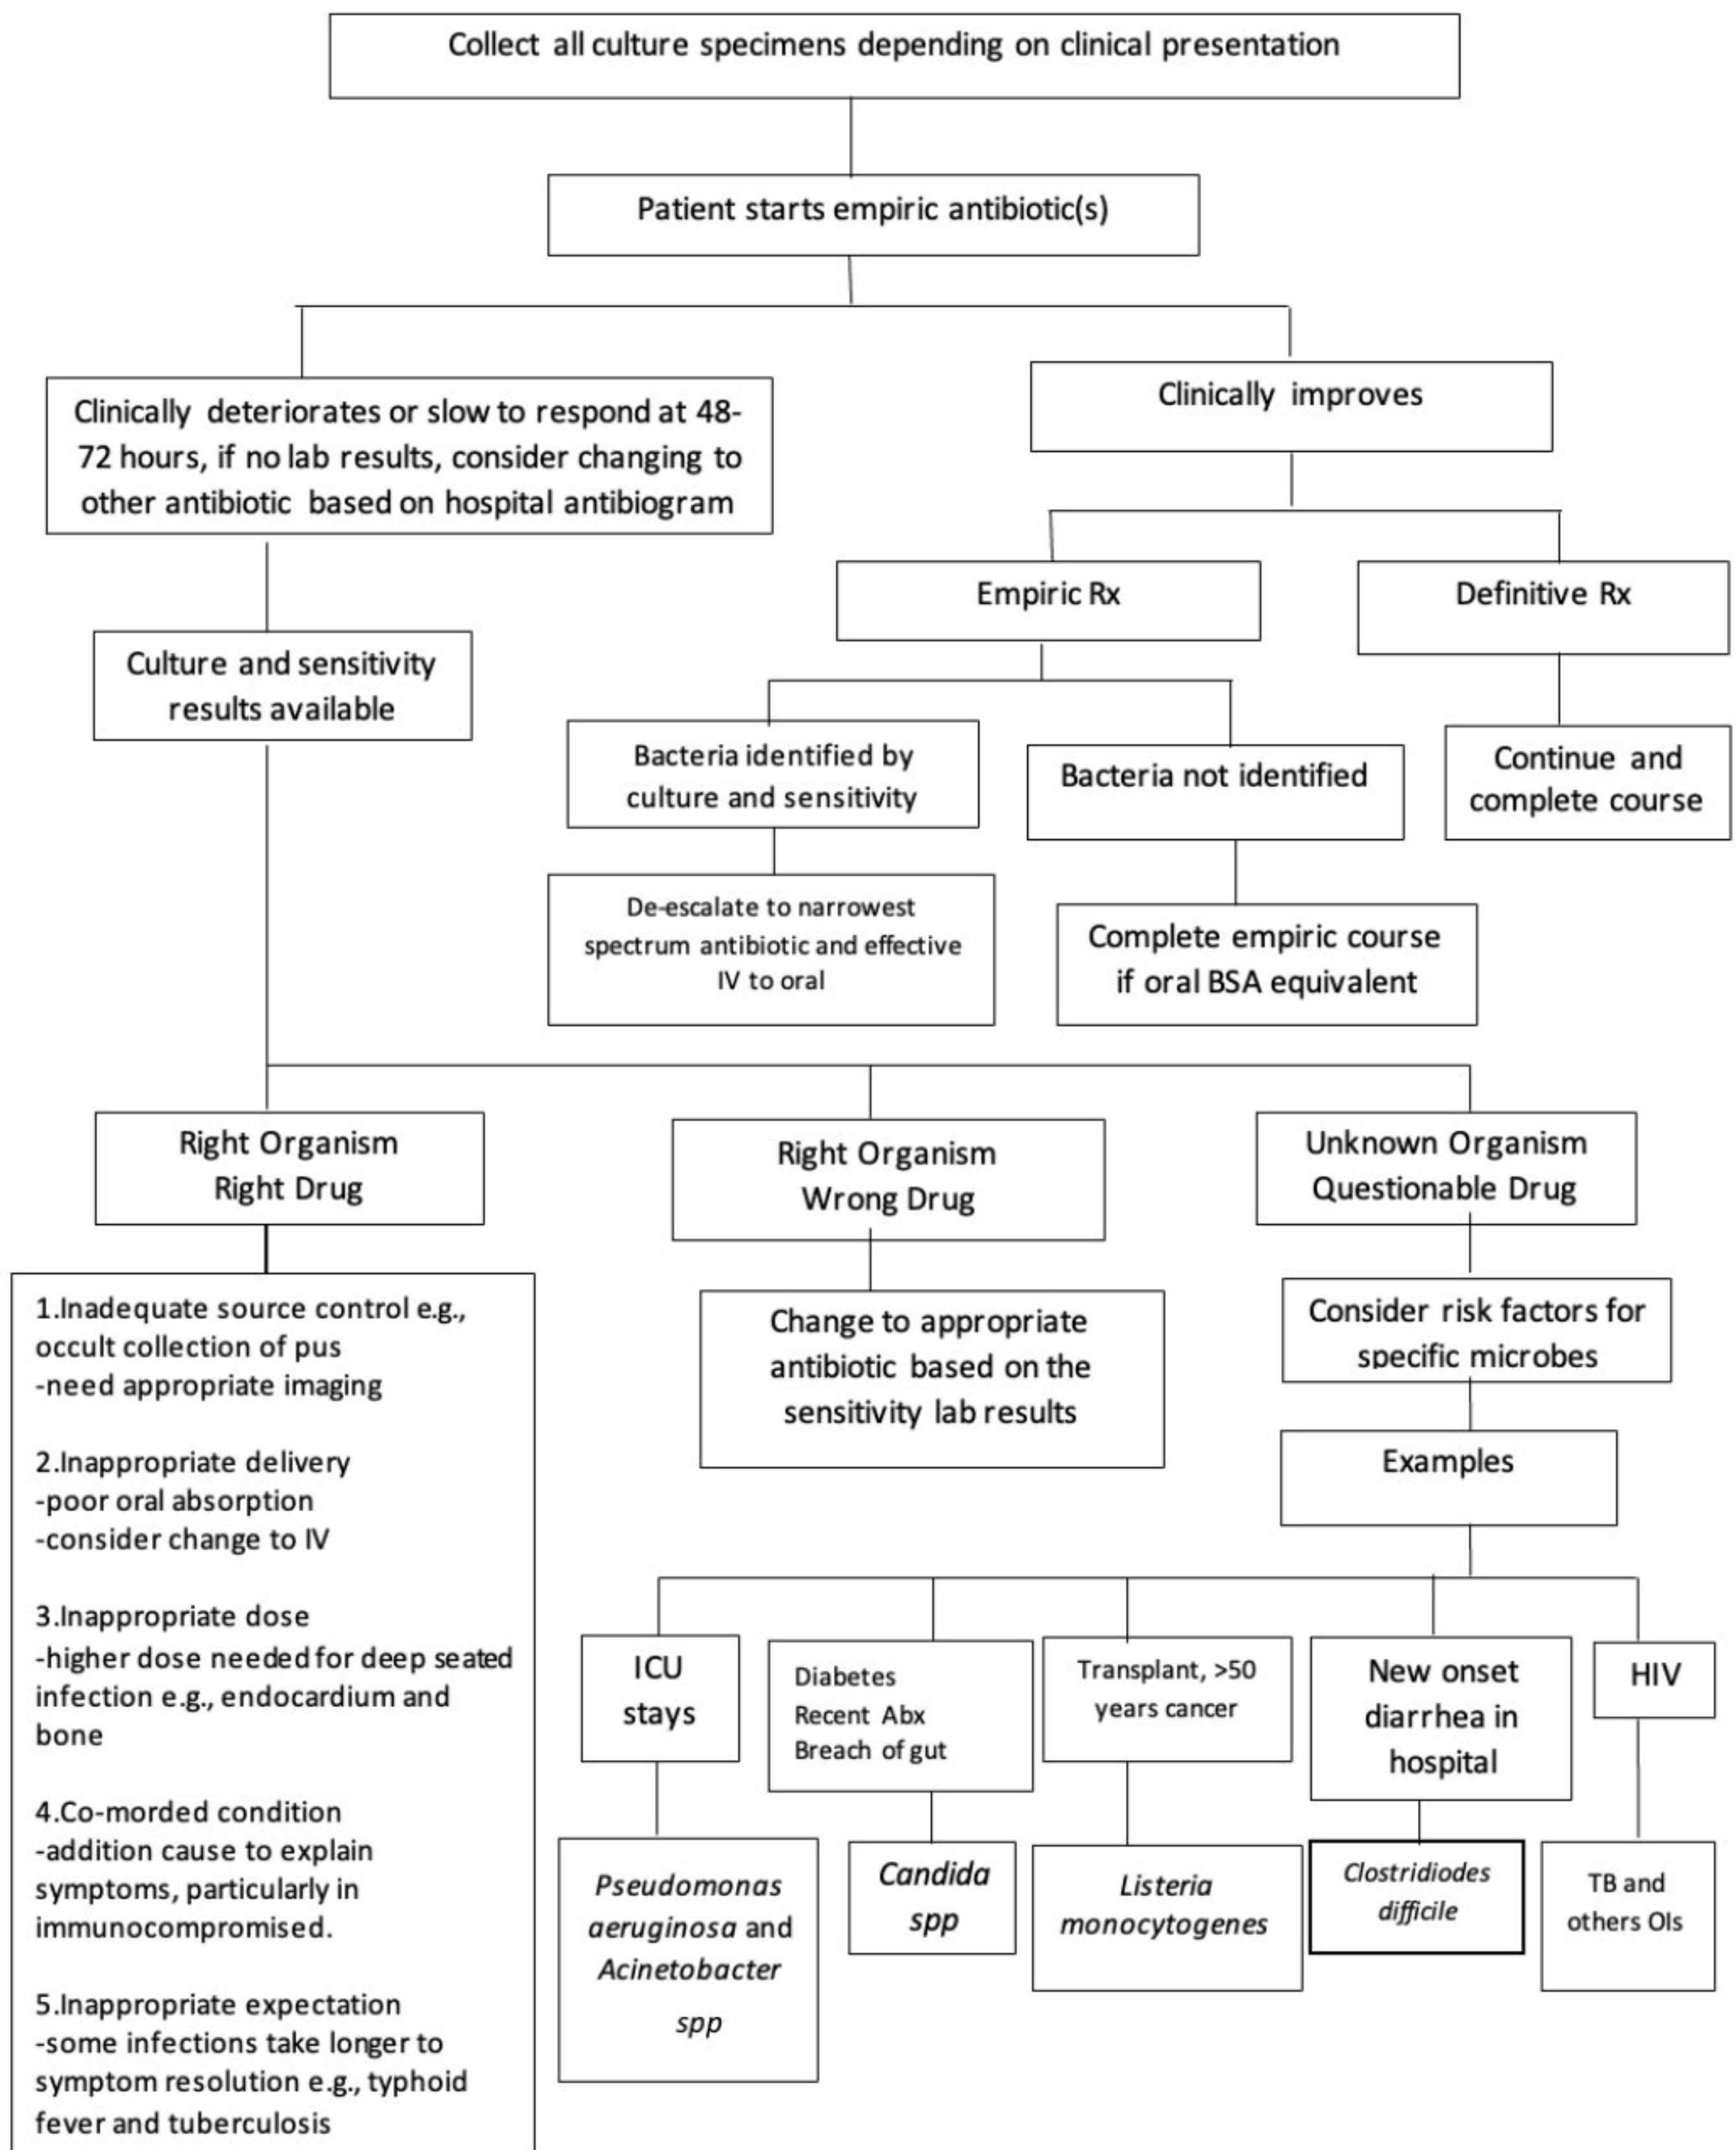 Collect all culture specimens depending on clinical presentation
Patient starts empiric antibiotic(s)
Clinically deteriorates or slow to respond at 48-
72 hours, if no lab results, consider changing to
other antibiotic based on hospital antibiogram
Clinically improves
Empiric Rx
Definitive Rx
Culture and sensitivity
results available
Bacteria identified by
culture and sensitivity
Bacteria not identified
Continue and
complete course
De-escalate to narrowest
spectrum antibiotic and effective
IV to oral
Complete empiric course
if oral BSA equivalent
Right Organism
Right Drug
Right Organism
Wrong Drug
Unknown Organism
Questionable Drug
1.Inadequate source control e.g.,
occult collection of pus
-need appropriate imaging
2.Inappropriate delivery
-poor oral absorption
-consider change to IV
3.Inappropriate dose
-higher dose needed for deep seated
infection e.g., endocardium and
bone
4.Co-morded condition
-addition cause to explain
symptoms, particularly in
immunocompromised.
5.Inappropriate expectation
-some infections take longer to
symptom resolution e.g., typhoid
fever and tuberculosis
Change to appropriate
antibiotic based on the
sensitivity lab results
Consider risk factors for
specific microbes
Examples
ICU
stays
Diabetes
Recent Abx
Breach of gut
Transplant, >50
years cancer
New onset
diarrhea in
hospital
HIV
Pseudomonas
aeruginosa and
Acinetobacter
spp
Candida
spp
Listeria
monocytogenes
Clostridiodes
difficile
TB and
others OIs